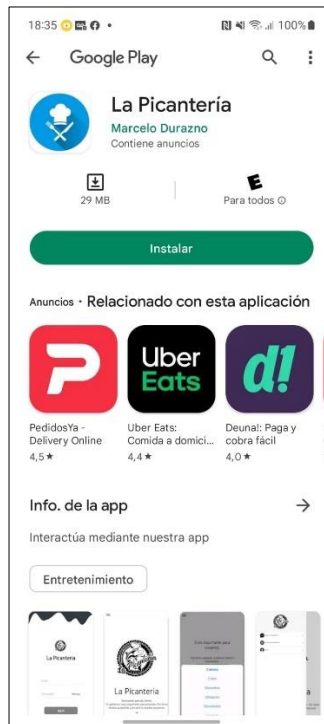 18:35
100%
Google Play
La Picantería
Marcelo Durazno
Contiene anuncios
29 MB
E
Para todos
Instalar
Anuncios · Relacionado con esta aplicación
Uber
Eats
d!
PedidosYa -
Delivery Online
4,5★
Uber Eats:
Comida a domici...
4,4★
Deuna!: Paga y
cobra fácil
4,0★
Info. de la app
Interactúa mediante nuestra app
Entretenimiento
La Picantería
La Picantería